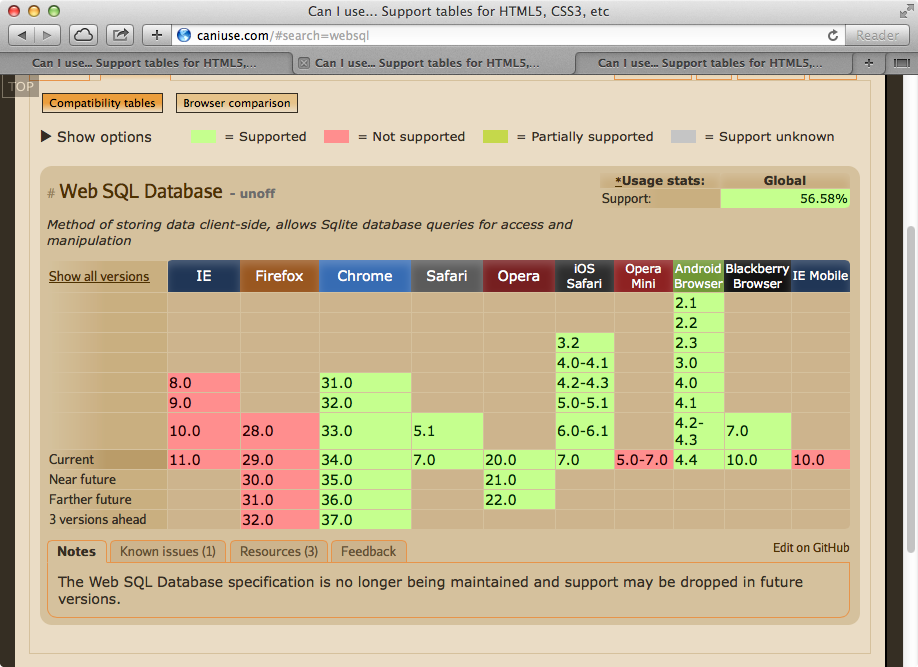 Can I use... Support tables for HTML5, CSS3, etc
caniuse.com/#search=websql
Reader
Can I use... Support tables for HTML5,...
Can I use... Support tables for HTML5,...
Can I use... Support tables for HTML5,...
TOP
Compatibility tables
Browser comparison
Show options
= Supported
= Not supported
= Partially supported
= Support unknown
# Web SQL Database - unoff
*Usage stats: Global
Support: 56.58%
Method of storing data client-side, allows Sqlite database queries for access and
manipulation
Show all versions IE Firefox Chrome Safari Opera iOS Safari Opera Mini Android Browser Blackberry Browser IE Mobile
2.1
2.2
3.2 2.3
4.0-4.1 3.0
8.0 31.0 4.2-4.3 4.0
9.0 32.0 5.0-5.1 4.1
10.0 28.0 33.0 5.1 6.0-6.1 4.2-4.3 7.0
Current 11.0 29.0 34.0 7.0 20.0 7.0 5.0-7.0 4.4 10.0 10.0
Near future 30.0 35.0 21.0
Farther future 31.0 36.0 22.0
3 versions ahead 32.0 37.0
Notes Known issues (1) Resources (3) Feedback Edit on GitHub
The Web SQL Database specification is no longer being maintained and support may be dropped in future
versions.